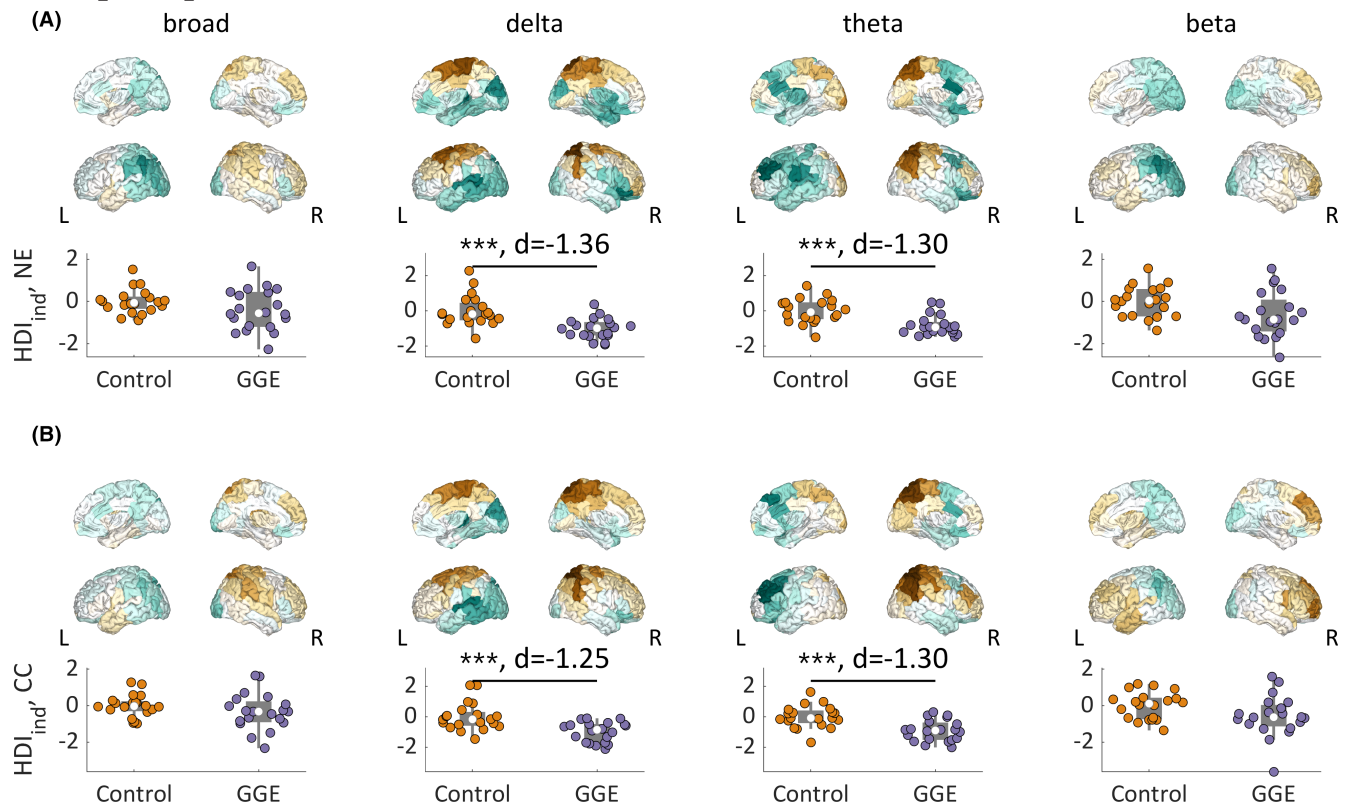 (A)
broad delta theta beta
L R L R L R L R
***, d=-1.36 ***, d=-1.30
HDI_ind, NE
2 0 -2 2 0 -2 2 0 -2 2 0 -2
Control GGE Control GGE Control GGE Control GGE
(B)
L R L R L R L R
***, d=-1.25 ***, d=-1.30
HDI_ind, CC
2 0 -2 2 0 -2 2 0 -2 2 0 -2
Control GGE Control GGE Control GGE Control GGE